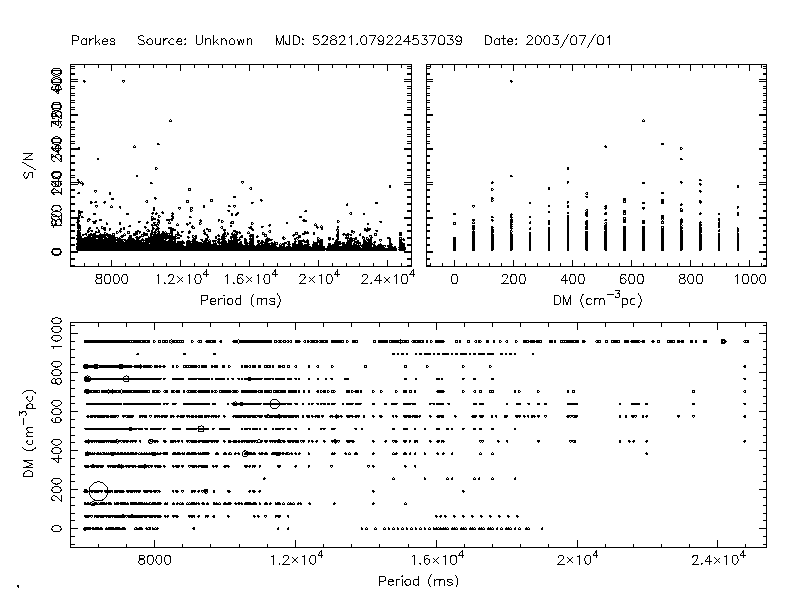 Parkes Source: Unknown MJD: 52821.079224537039 Date: 2003/07/01
S/N
8000 1.2×10⁴ 1.6×10⁴ 2×10⁴ 2.4×10⁴
Period (ms)
0 200 400 600 800 1000
DM (cm⁻³pc)
DM (cm⁻³pc)
1000
800
600
400
200
0
8000 1.2×10⁴ 1.6×10⁴ 2×10⁴ 2.4×10⁴
Period (ms)